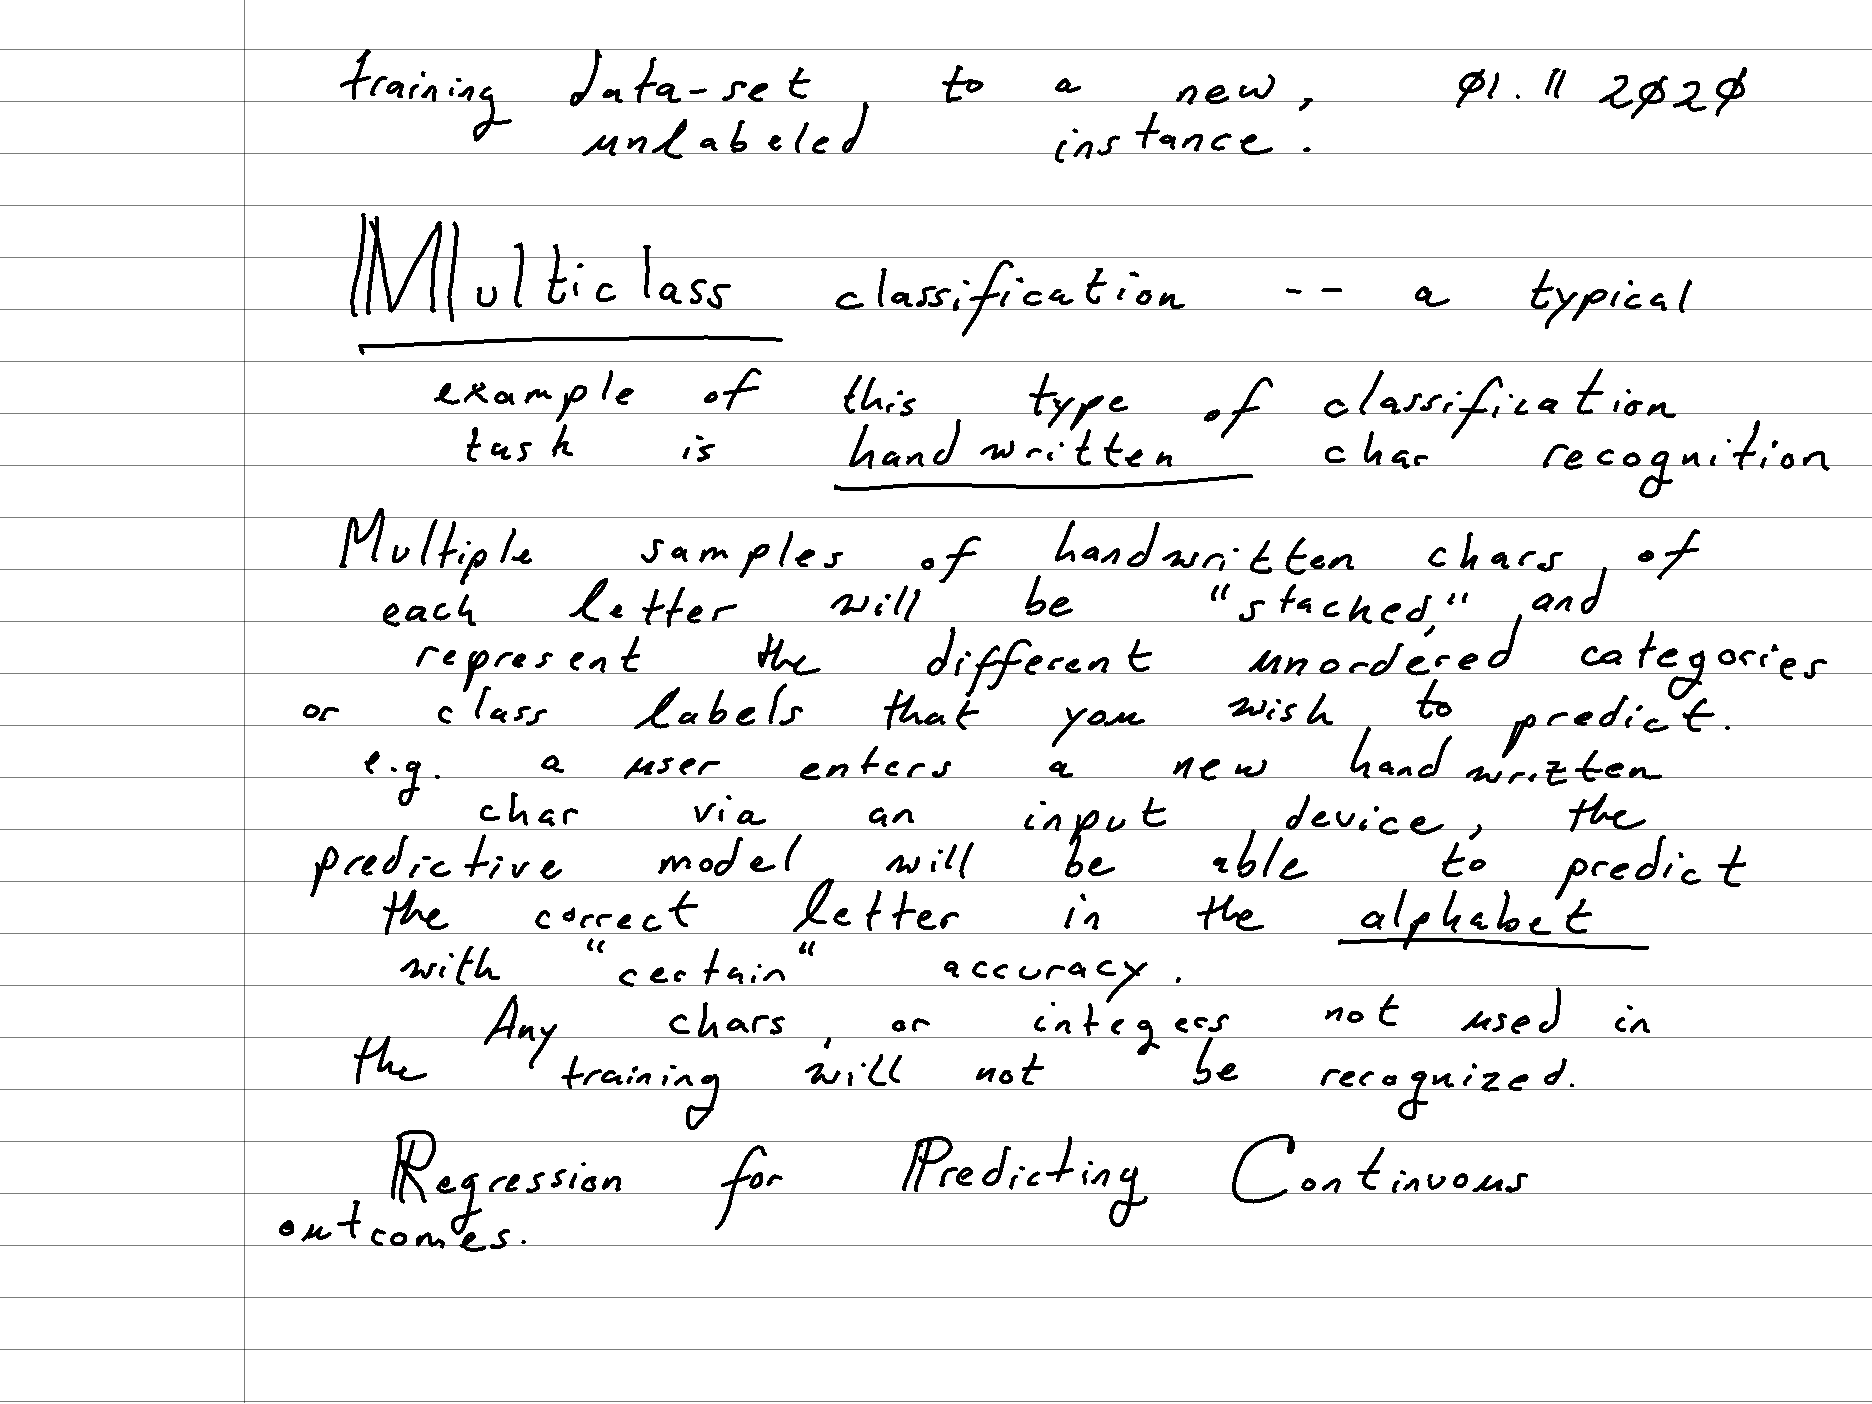 training data-set, to a new, 01.11 2020
unlabeled instance.
Multiclass classification -- a typical
example of this type of classification
task is handwritten char recognition
Multiple samples of handwritten chars of
each letter will be "stacked," and
represent the different unordered categories
or class labels that you wish to predict.
e.g. a user enters a new handwritten
char via an input device, the
predictive model will be able to predict
the correct letter in the alphabet
with "certain" accuracy.
Any chars, or integers not used in
the training will not be recognized.
Regression for Predicting Continuous
outcomes.